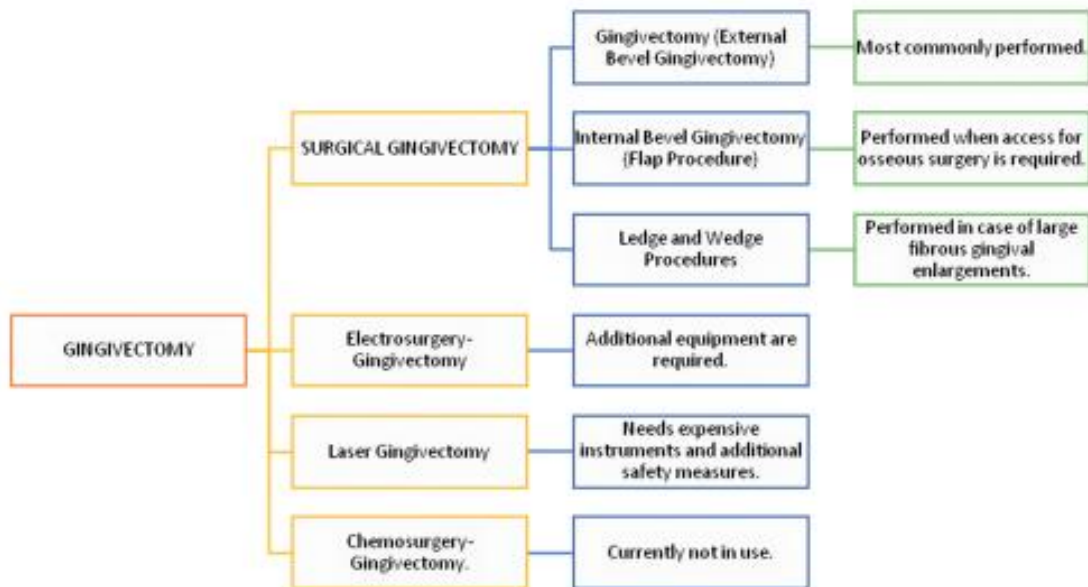 Gingivectomy (External
Bevel Gingivectomy)
Most commonly performed.
SURGICAL GINGIVECTOMY
Internal Bevel Gingivectomy
(Flap Procedure)
Performed when access for
osseous surgery is required.
Ledge and Wedge
Procedures
Performed in case of large
fibrous gingival
enlargements.
GINGIVECTOMY
Electrosurgery-
Gingivectomy
Additional equipment are
required.
Laser Gingivectomy
Needs expensive
instruments and additional
safety measures.
Chemosurgery-
Gingivectomy.
Currently not in use.